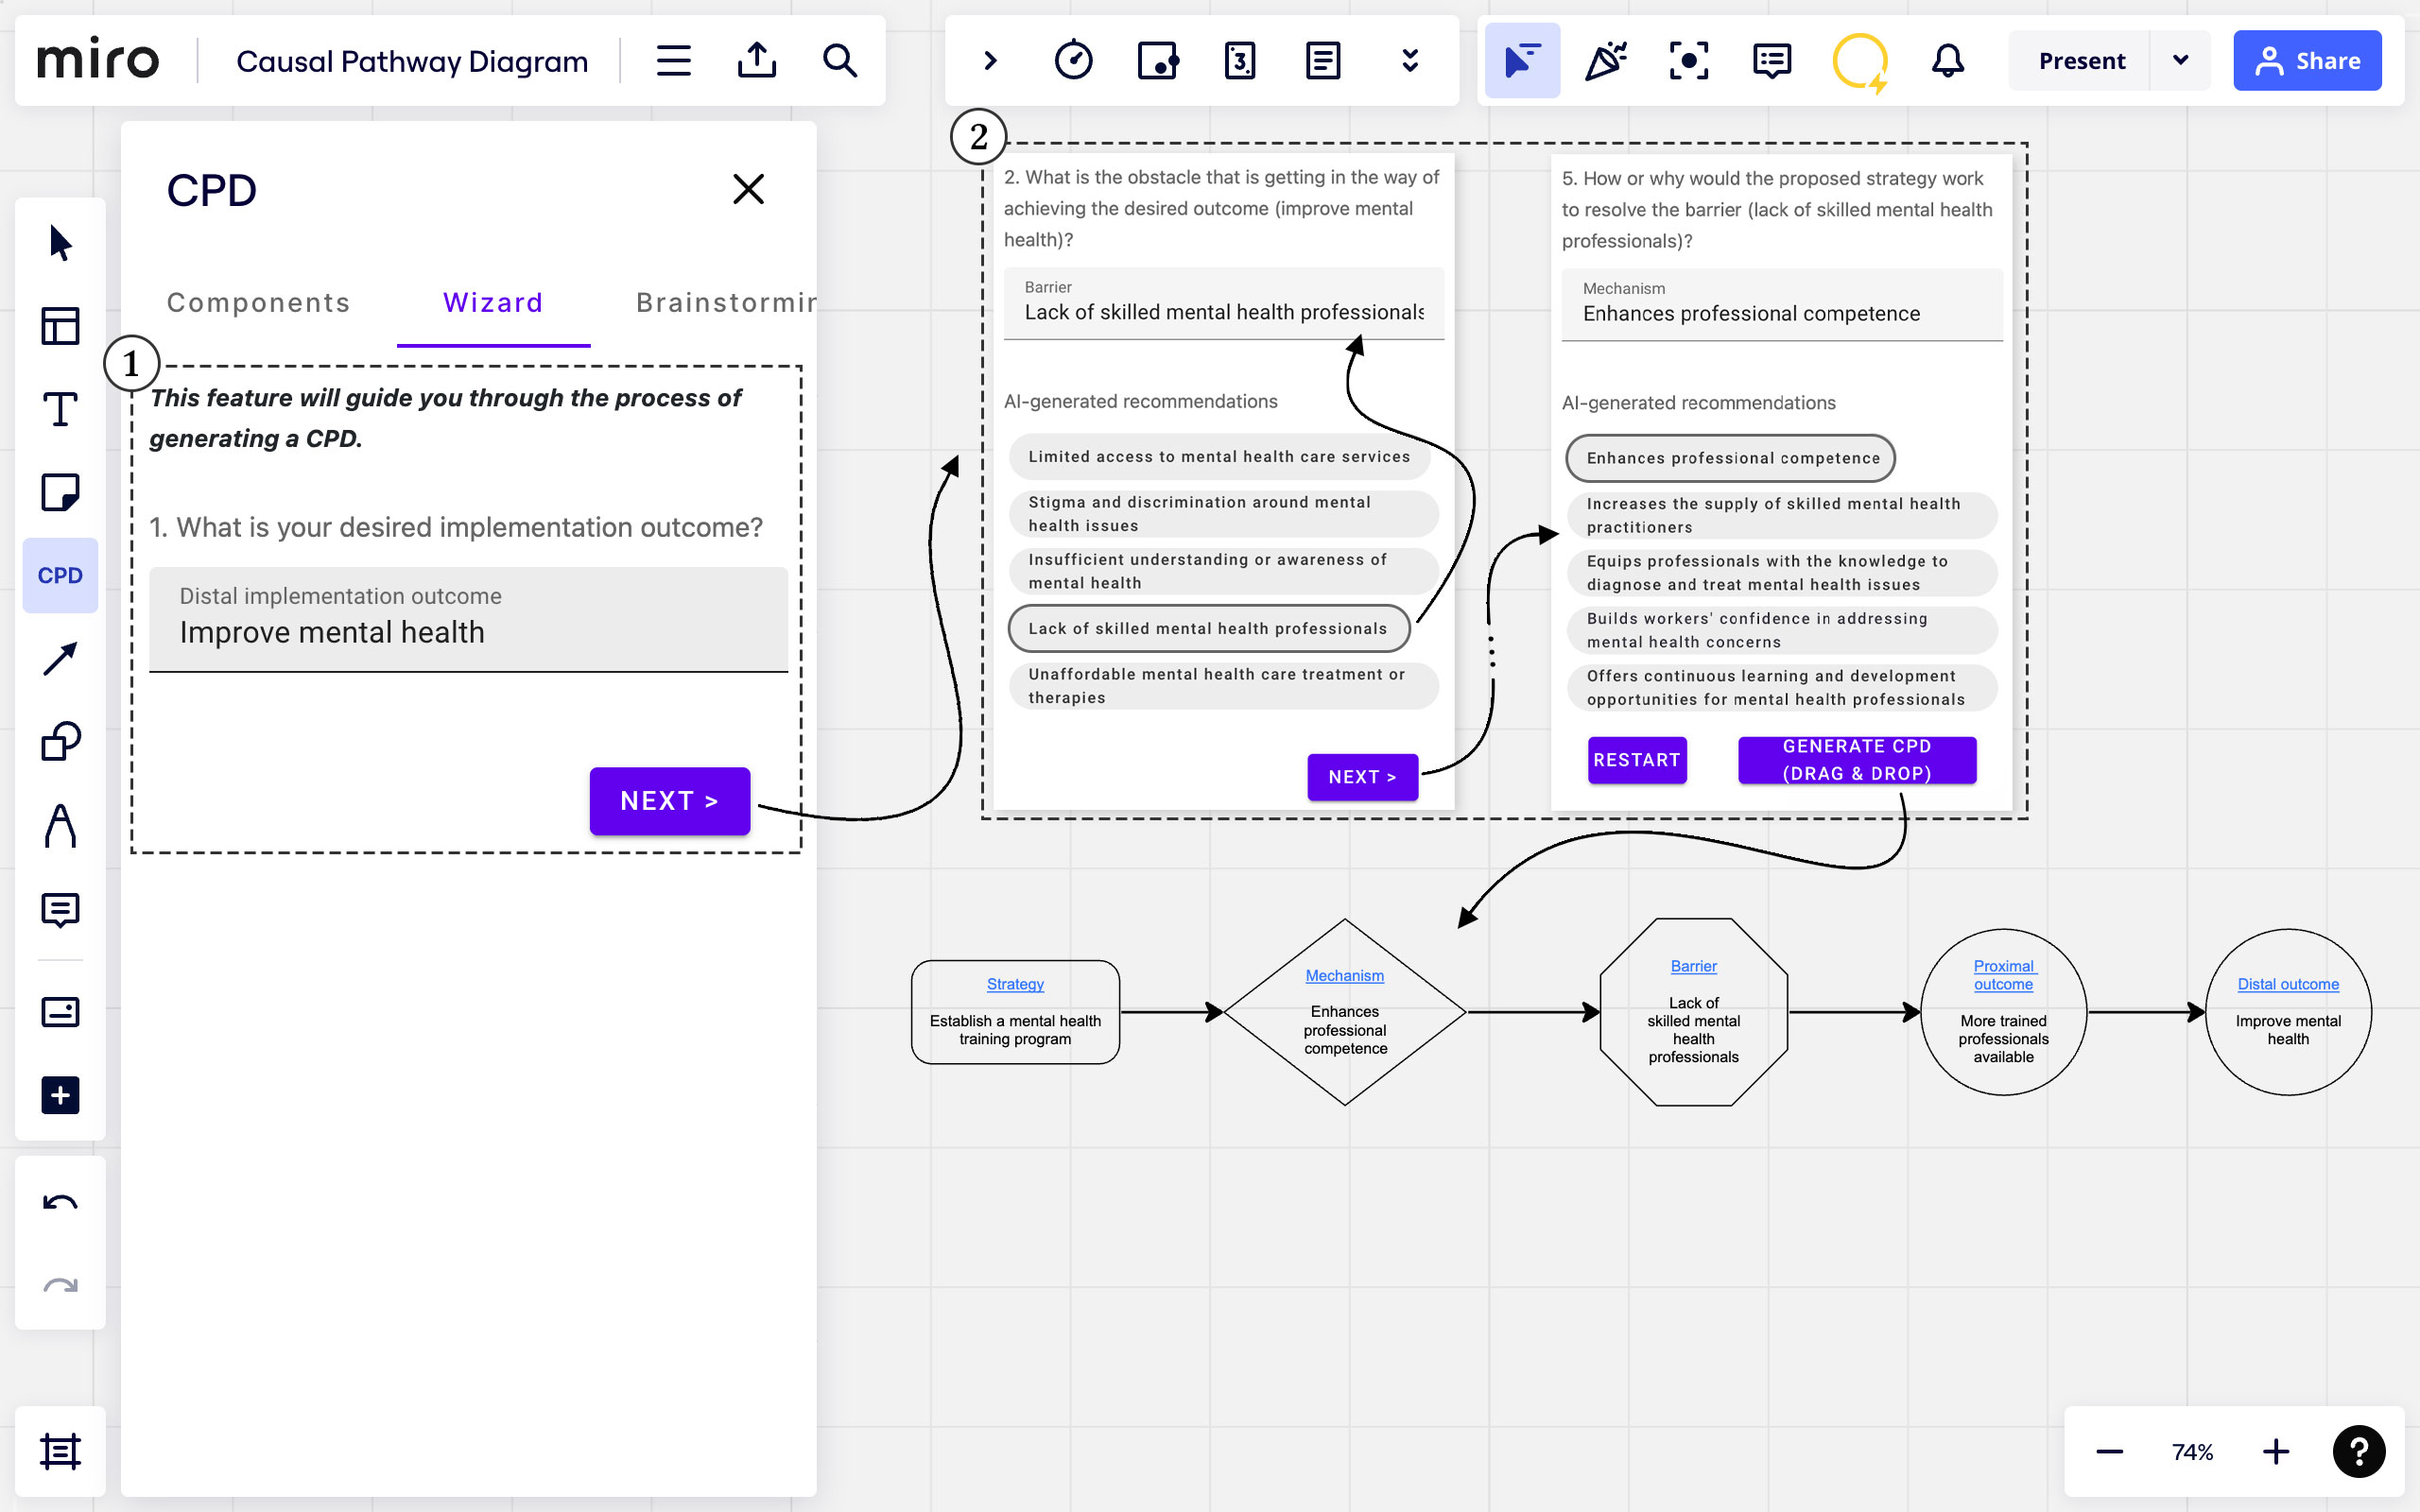 miro
Causal Pathway Diagram
3
Present
Share
CPD
Components
Wizard
Brainstormin
1
This feature will guide you through the process of
generating a CPD.
1. What is your desired implementation outcome?
Distal implementation outcome
Improve mental health
NEXT >
CPD
2
2. What is the obstacle that is getting in the way of
achieving the desired outcome (improve mental
health)?
Barrier
Lack of skilled mental health professionals
AI-generated recommendations
Limited access to mental health care services
Stigma and discrimination around mental
health issues
Insufficient understanding or awareness of
mental health
Lack of skilled mental health professionals
Unaffordable mental health care treatment or
therapies
NEXT >
5. How or why would the proposed strategy work
to resolve the barrier (lack of skilled mental health
professionals)?
Mechanism
Enhances professional competence
AI-generated recommendations
Enhances professional competence
Increases the supply of skilled mental health
practitioners
Equips professionals with the knowledge to
diagnose and treat mental health issues
Builds workers' confidence in addressing
mental health concerns
Offers continuous learning and development
opportunities for mental health professionals
RESTART
GENERATE CPD
(DRAG & DROP)
Strategy
Establish a mental health
training program
Mechanism
Enhances
professional
competence
Barrier
Lack of
skilled mental
health
professionals
Proximal
outcome
More trained
professionals
available
Distal outcome
Improve mental
health
74%
?